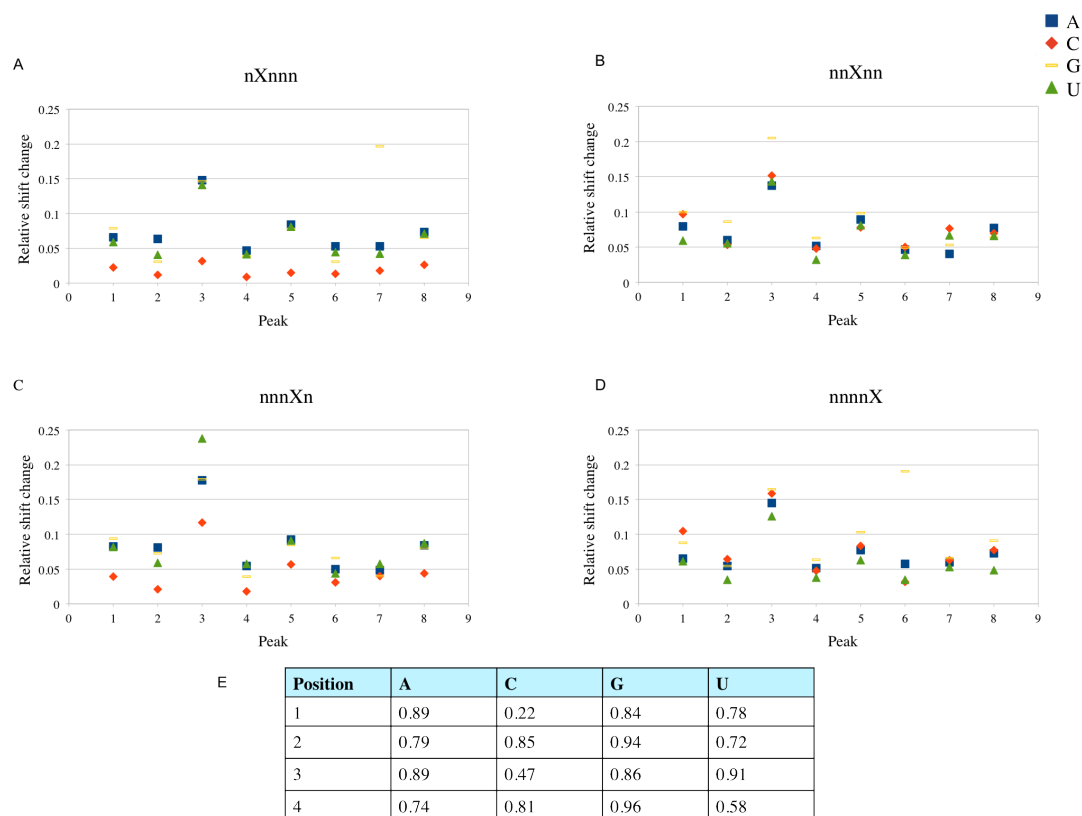 A
C
G
U
A
nXnnn
Relative shift change
0.25
0.2
0.15
0.1
0.05
0
0 1 2 3 4 5 6 7 8 9
Peak
B
nnXnn
Relative shift change
0.25
0.2
0.15
0.1
0.05
0
0 1 2 3 4 5 6 7 8 9
Peak
C
nnnXn
Relative shift change
0.25
0.2
0.15
0.1
0.05
0
0 1 2 3 4 5 6 7 8 9
Peak
D
nnnnX
Relative shift change
0.25
0.2
0.15
0.1
0.05
0
0 1 2 3 4 5 6 7 8 9
Peak
E
Position A C G U
1 0.89 0.22 0.84 0.78
2 0.79 0.85 0.94 0.72
3 0.89 0.47 0.86 0.91
4 0.74 0.81 0.96 0.58